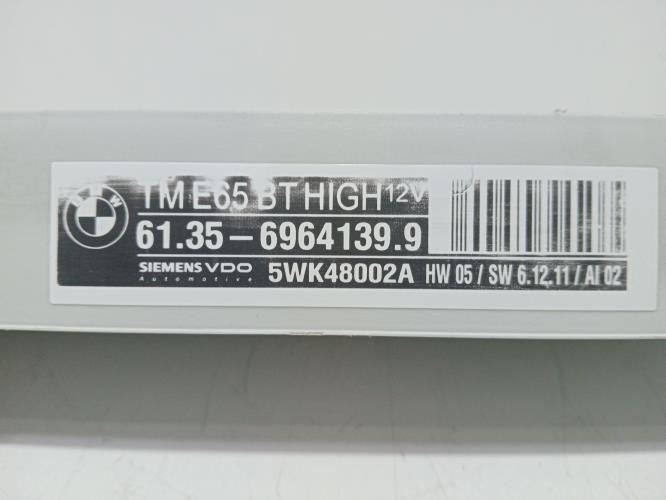 BMW
TM E65 BT HIGH 12V
61.35-6964139.9
SIEMENS VDO
Automotive
5WK48002A HW 05 / SW 6.12.11 / AI 02